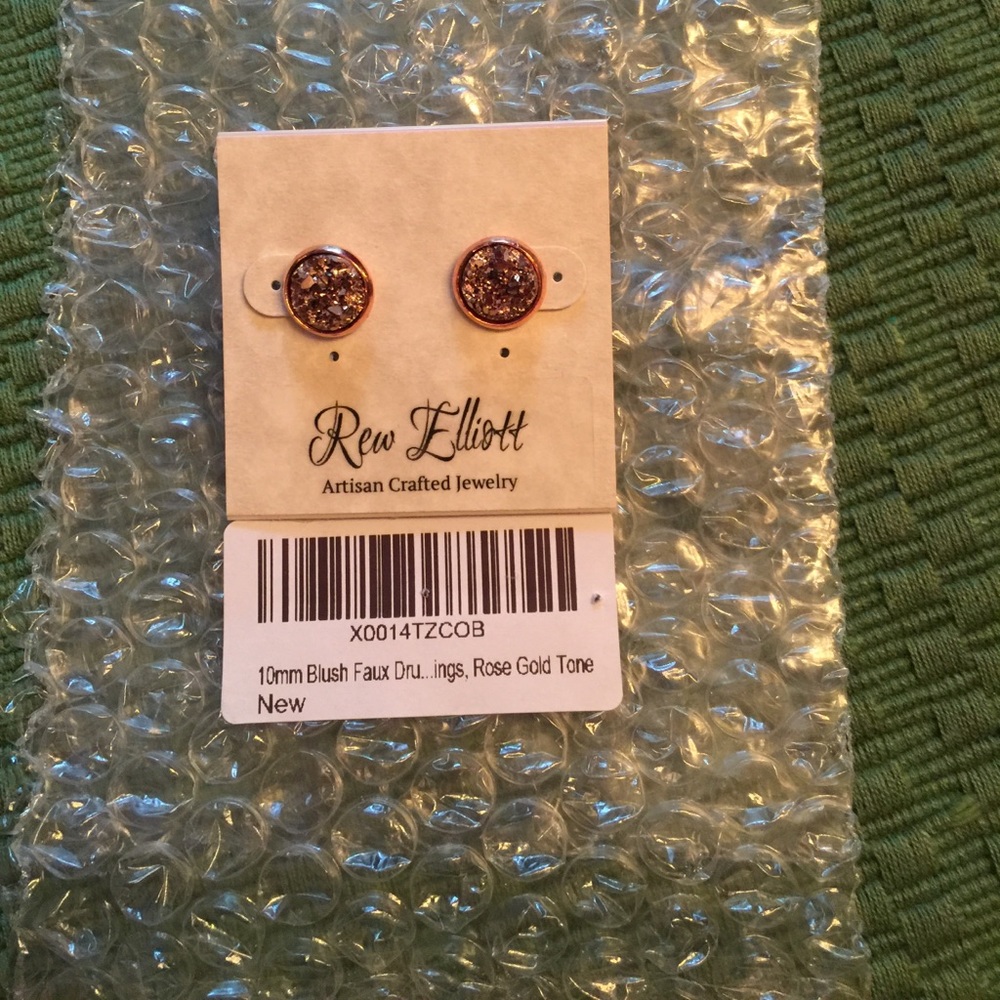 Rew Elliott
Artisan Crafted Jewelry
X0014TZCOB
10mm Blush Faux Dru...ings, Rose Gold Tone
New